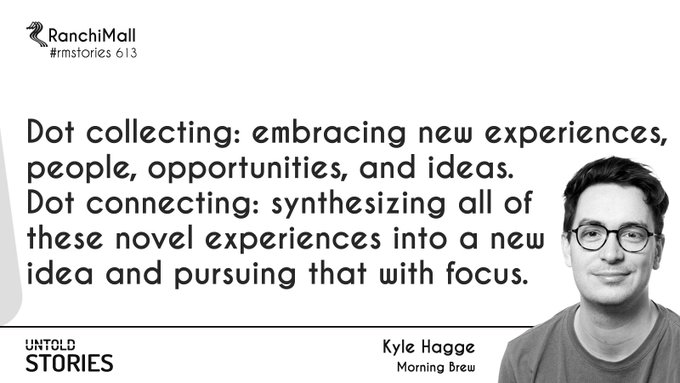 RanchiMall
#rmstories 613
Dot collecting: embracing new experiences,
people, opportunities, and ideas.
Dot connecting: synthesizing all of
these novel experiences into a new
idea and pursuing that with focus.
UNTOLD
STORIES
Kyle Hagge
Morning Brew